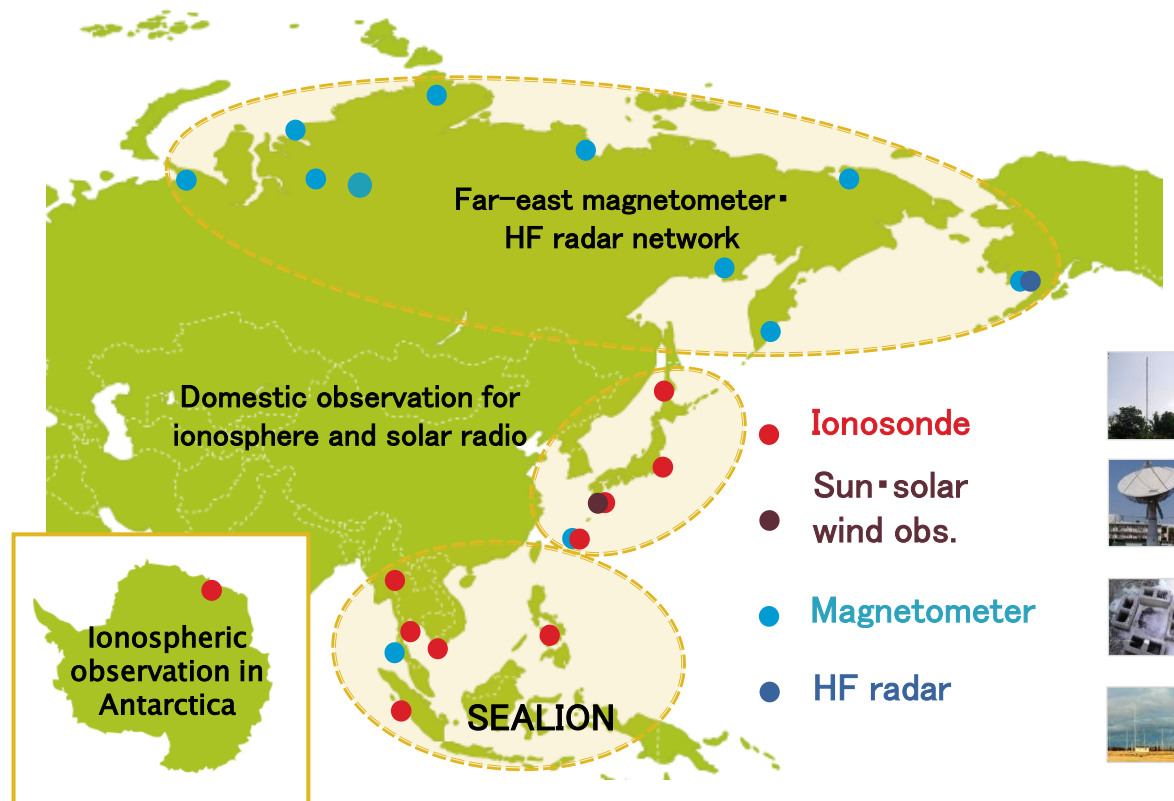 Far-east magnetometer・
HF radar network
Domestic observation for
ionosphere and solar radio
Ionosonde
Sun・solar
wind obs.
Magnetometer
HF radar
Ionospheric
observation in
Antarctica
SEALION